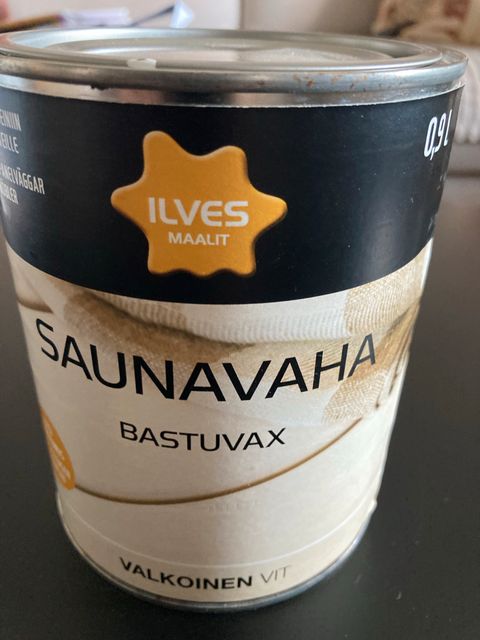 ILVES
MAALIT
0,9 L
SAUNAVAHA
BASTUVAX
VALKOINEN VIT